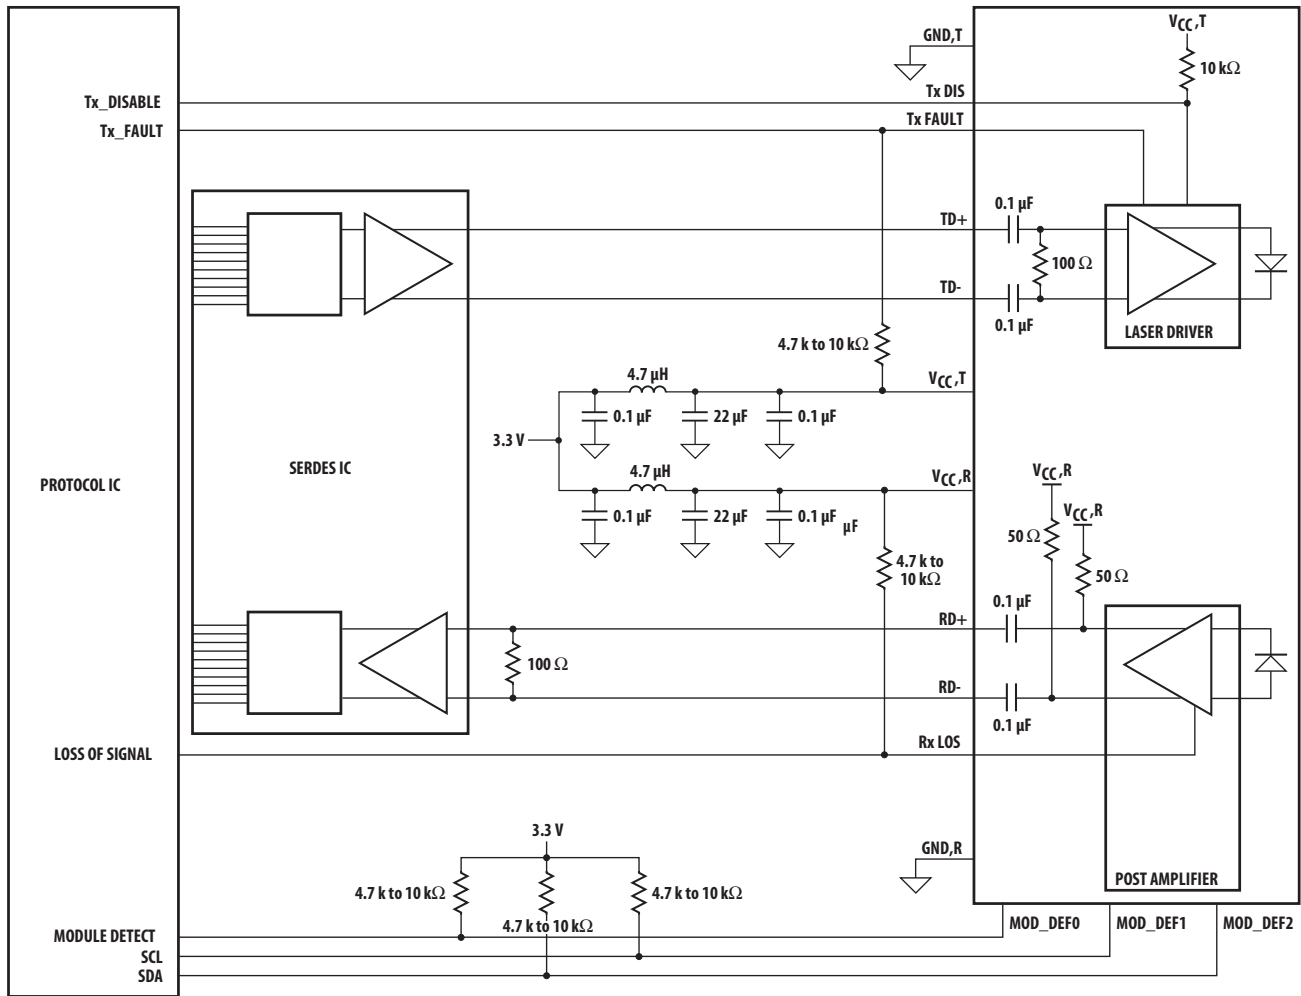 V_CC,T
GND,T
10 kΩ
Tx_DISABLE
Tx DIS
Tx_FAULT
Tx FAULT
0.1 µF
TD+
100 Ω
TD-
0.1 µF
LASER DRIVER
4.7 k to 10 kΩ
4.7 µH
V_CC,T
0.1 µF
22 µF
0.1 µF
3.3 V
SERDES IC
4.7 µH
V_CC,R
V_CC,R
PROTOCOL IC
0.1 µF
22 µF
0.1 µF
µF
V_CC,R
50 Ω
4.7 k to
10 kΩ
50 Ω
0.1 µF
RD+
100 Ω
RD-
0.1 µF
LOSS OF SIGNAL
Rx LOS
3.3 V
GND,R
POST AMPLIFIER
4.7 k to 10 kΩ
4.7 k to 10 kΩ
4.7 k to 10 kΩ
MODULE DETECT
MOD_DEF0
MOD_DEF1
MOD_DEF2
SCL
SDA